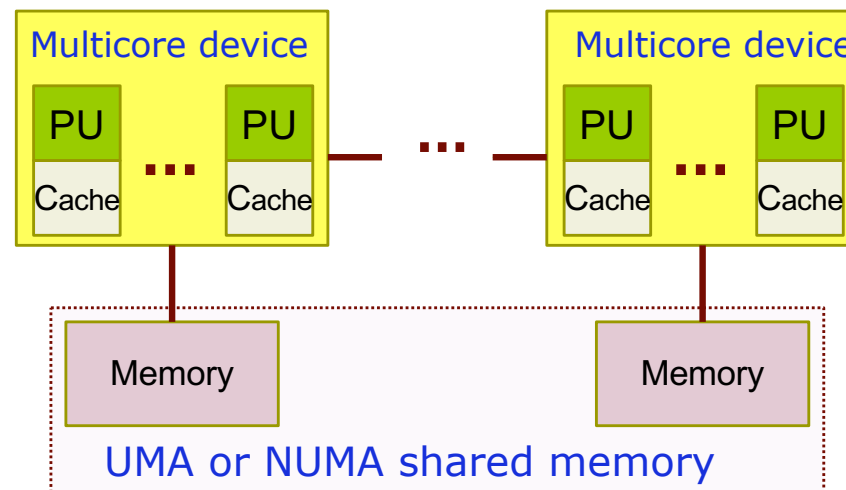 Multicore device
Multicore device
PU
PU
PU
PU
...
...
...
Cache
Cache
Cache
Cache
Memory
Memory
UMA or NUMA shared memory